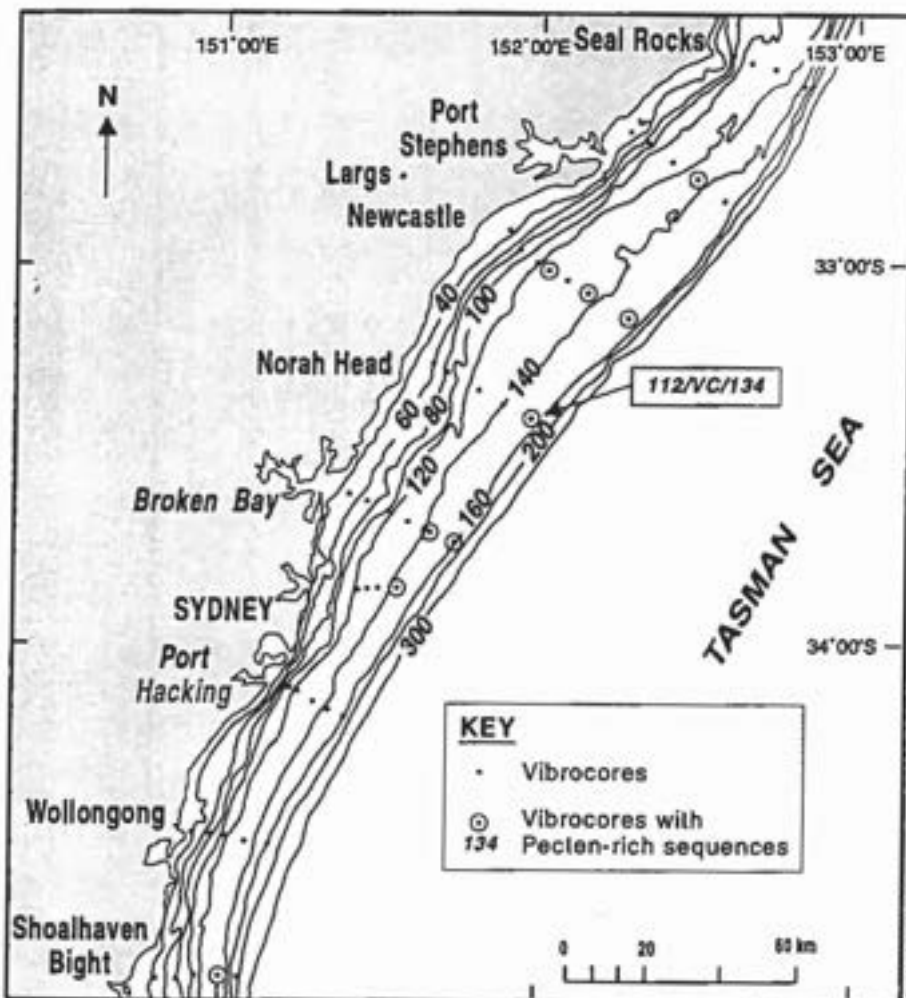 151°00'E
152°00'E
153°00'E
Seal Rocks
N
Port
Stephens
Largs
Newcastle
33°00'S
40
100
Norah Head
140
112/VC/134
60
80
200
120
160
Broken Bay
TASMAN SEA
SYDNEY
300
34°00'S
Port
Hacking
KEY
Vibrocores
Vibrocores with
134 Pecten-rich sequences
Wollongong
Shoalhaven
Bight
0 20 60 km